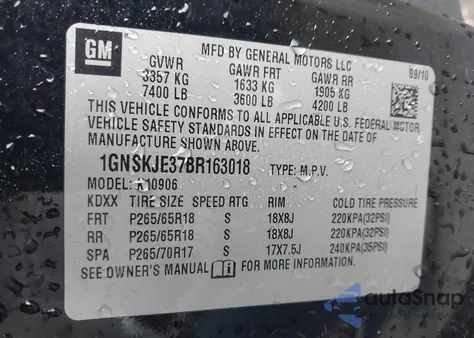 GM
MFD BY GENERAL MOTORS LLC
09/10
GVWR GAWR FRT GAWR RR
3357 KG 1633 KG 1905 KG
7400 LB 3600 LB 4200 LB
THIS VEHICLE CONFORMS TO ALL APPLICABLE U.S. FEDERAL MOTOR
VEHICLE SAFETY STANDARDS IN EFFECT ON THE DATE OF
MANUFACTURE SHOWN ABOVE.
1GNSKJE37BR163018 TYPE: M.P.V.
MODEL: K10906
KDXX TIRE SIZE SPEED RTG RIM COLD TIRE PRESSURE
FRT P265/65R18 S 18X8J 220KPA(32PSI)
RR P265/65R18 S 18X8J 220KPA(32PSI)
SPA P265/70R17 S 17X7.5J 240KPA(35PSI)
SEE OWNER'S MANUAL FOR MORE INFORMATION.
autoSnap